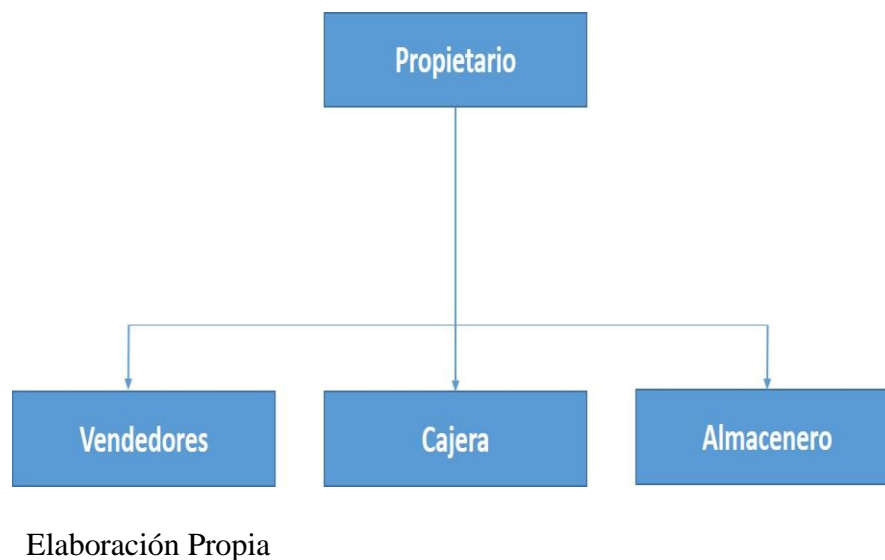 Propietario
Vendedores
Cajera
Almacenero
Elaboración Propia